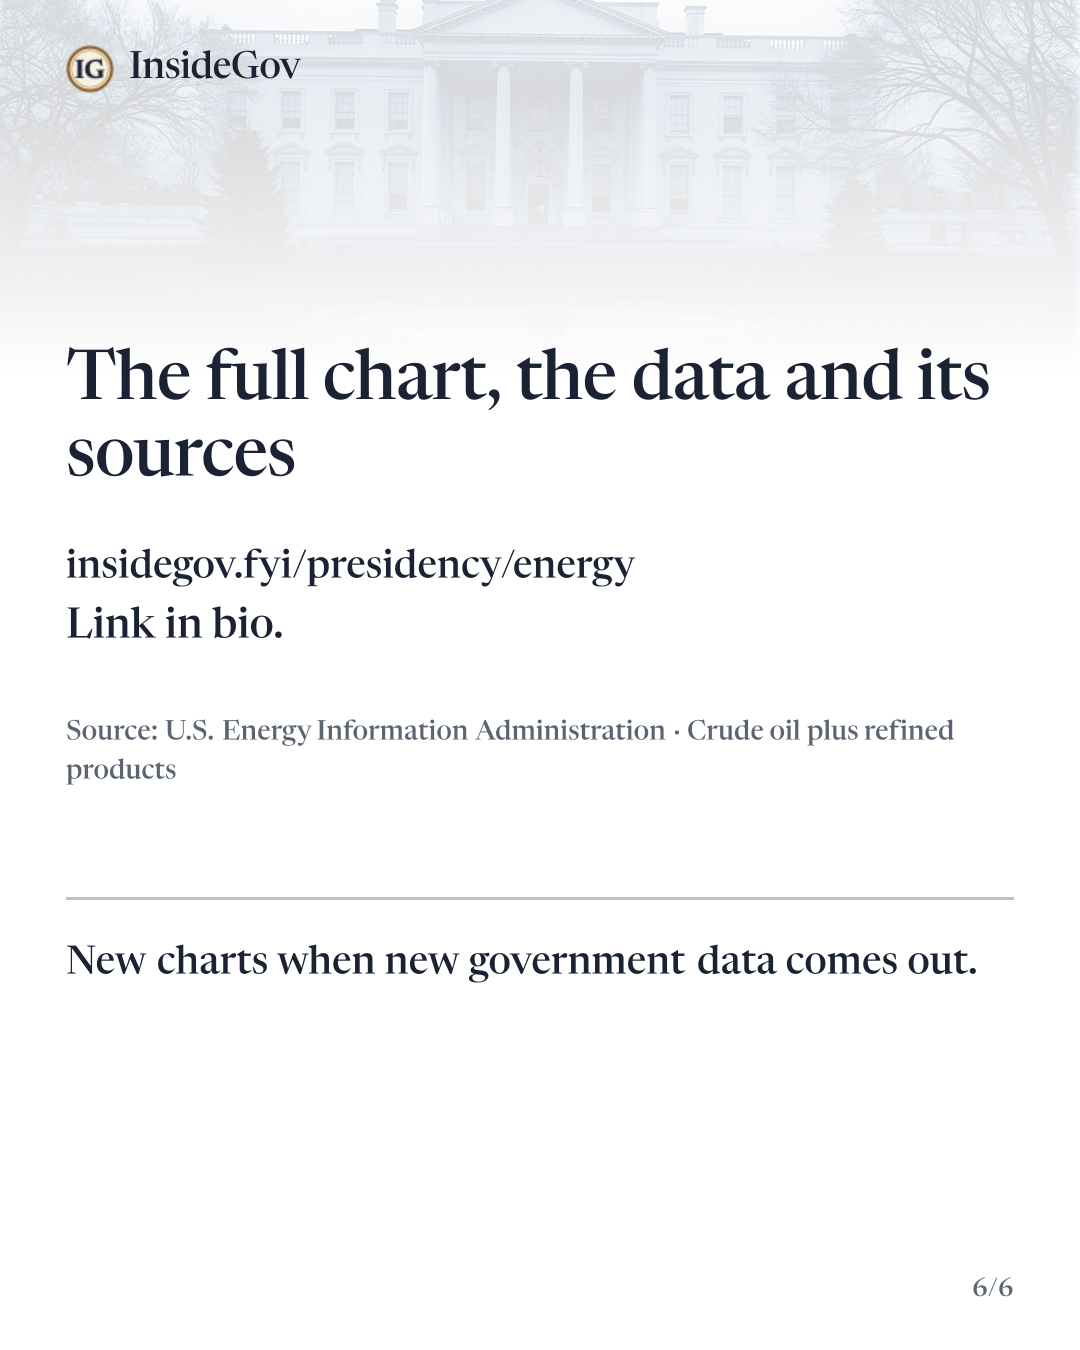 IG InsideGov
The full chart, the data and its
sources
insidegov.fyi/presidency/energy
Link in bio.
Source: U.S. Energy Information Administration · Crude oil plus refined
products
New charts when new government data comes out.
6/6